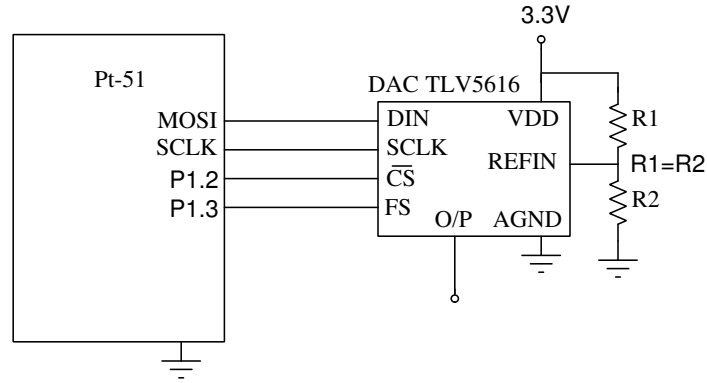 3.3V
Pt-51
DAC TLV5616
MOSI
DIN
VDD
R1
SCLK
SCLK
REFIN
R1=R2
P1.2
CS
P1.3
FS
R2
O/P
AGND